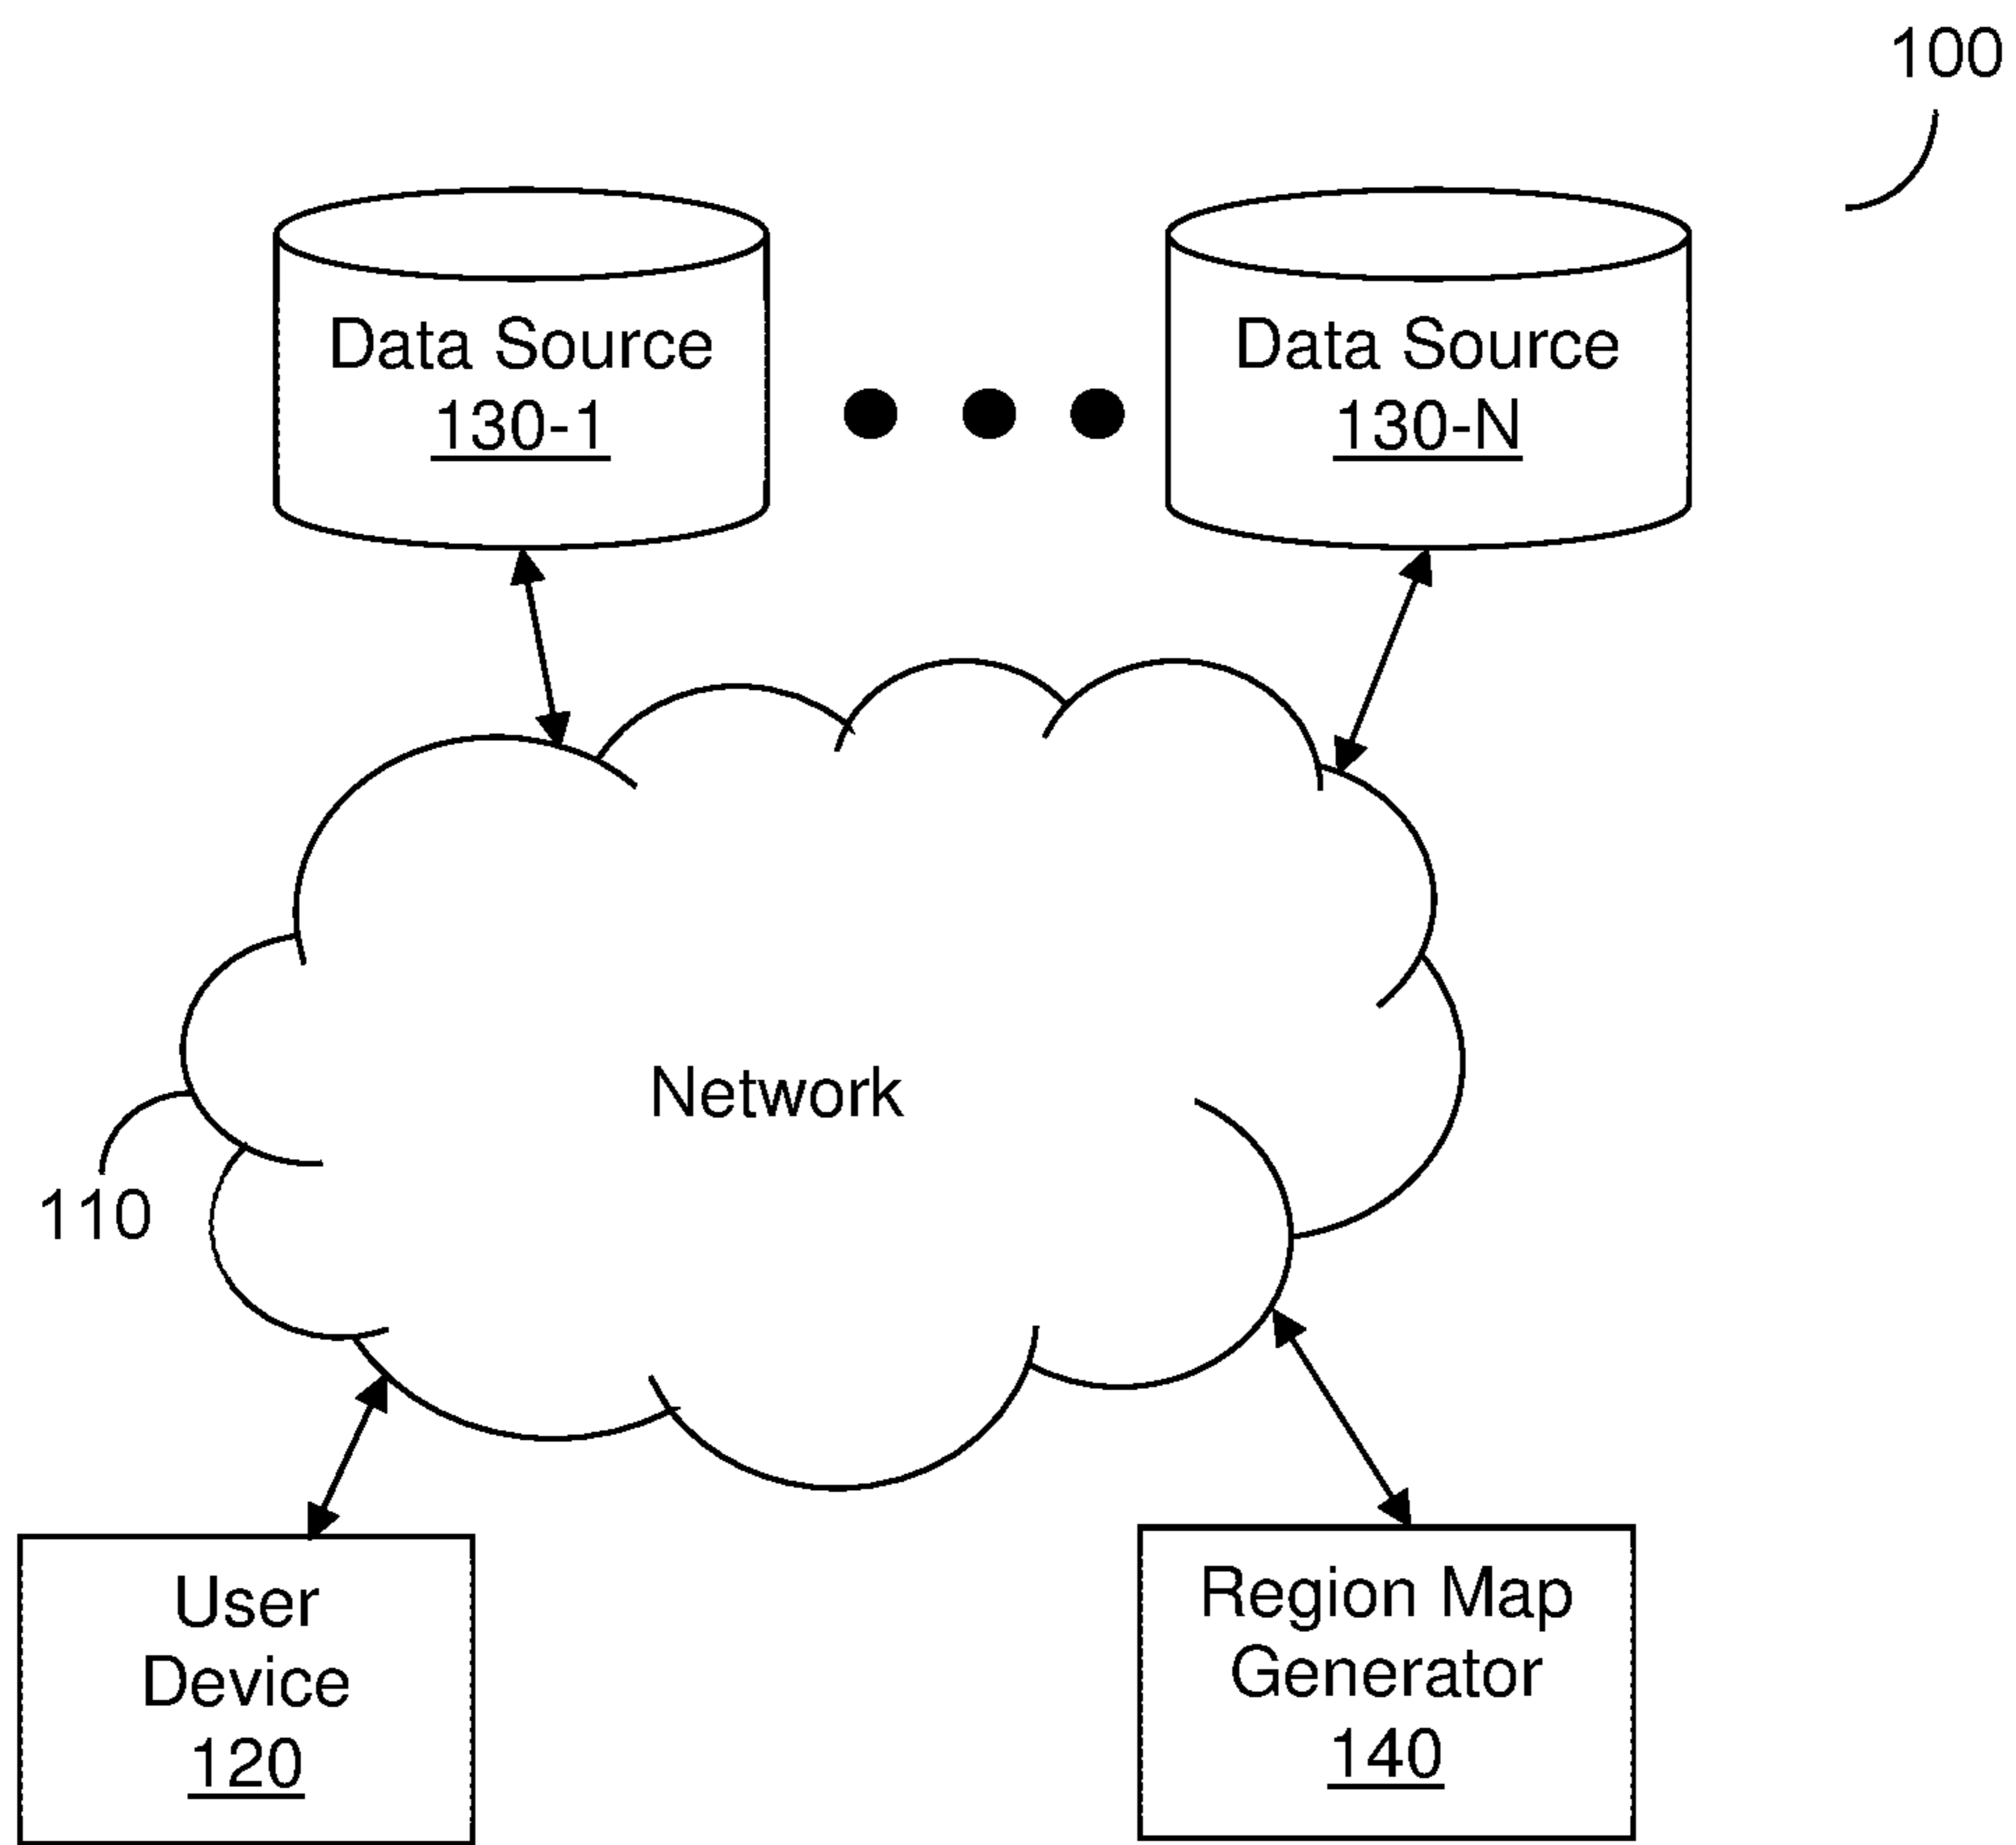 100
Data Source
130-1
Data Source
130-N
Network
110
User
Device
120
Region Map
Generator
140